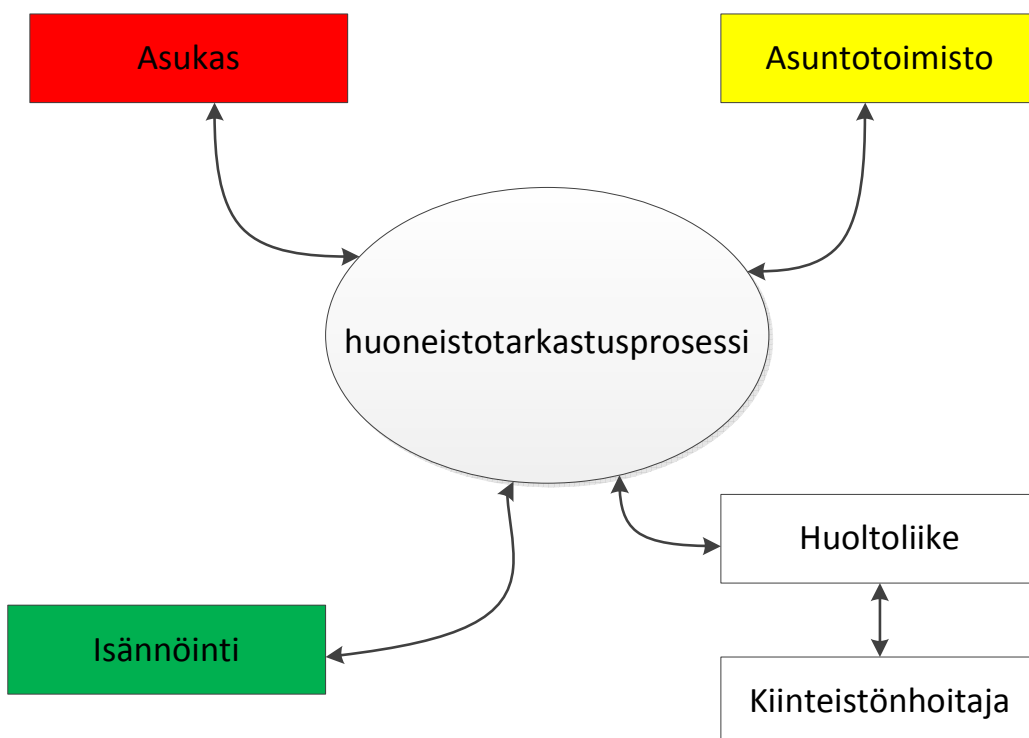 Asukas
Asuntotoimisto
huoneistotarkastusprosessi
Huoltoliike
Isännöinti
Kiinteistönhoitaja